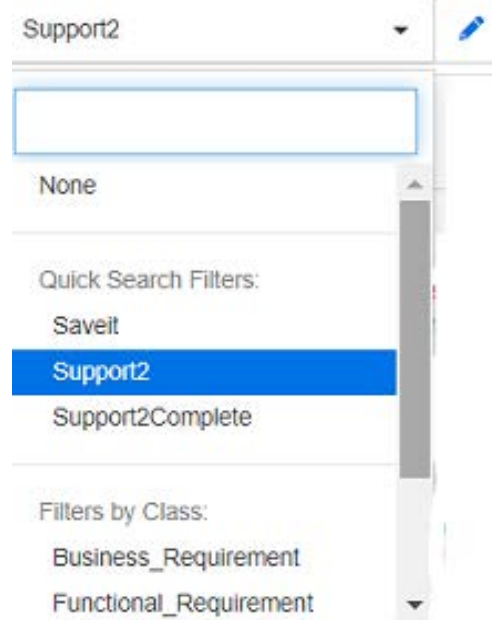 Support2
None
Quick Search Filters:
Saveit
Support2
Support2Complete
Filters by Class:
Business_Requirement
Functional_Requirement